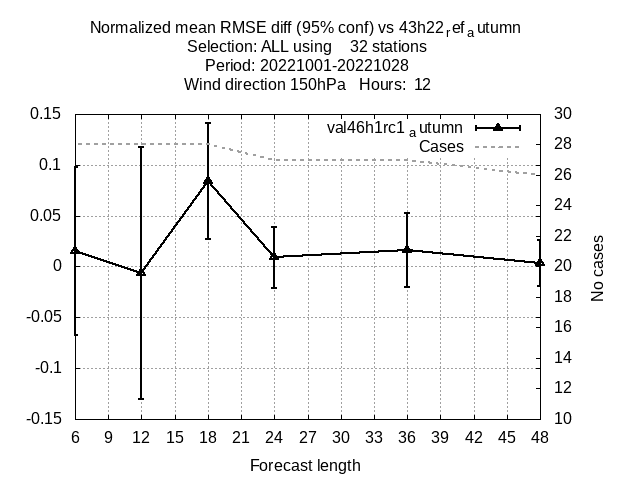 Normalized mean RMSE diff (95% conf) vs 43h22refautumn
Selection: ALL using 32 stations
Period: 20221001-20221028
Wind direction 150hPa Hours: 12
val46h1rc1autumn
Cases
0.15
0.1
0.05
0
-0.05
-0.1
-0.15
30
28
26
24
22
20
18
16
14
12
10
No cases
6 9 12 15 18 21 24 27 30 33 36 39 42 45 48
Forecast length